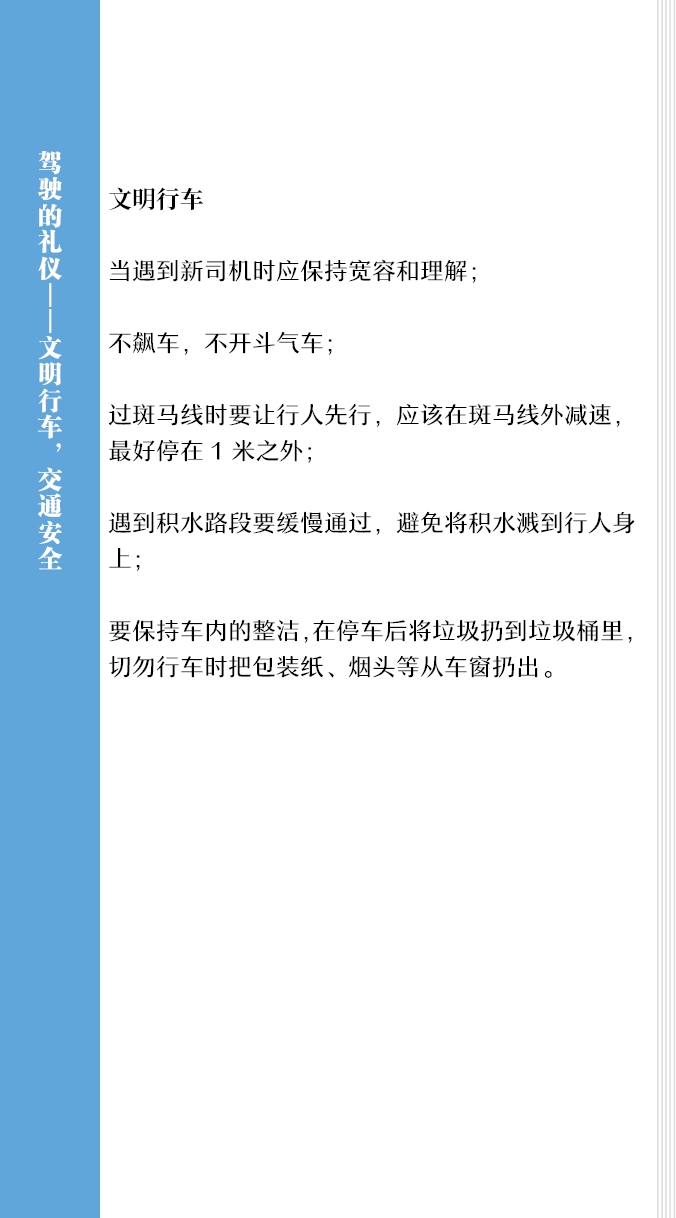 驾驶的礼仪——文明行车，交通安全
文明行车
当遇到新司机时应保持宽容和理解；
不飙车，不开斗气车；
过斑马线时要让行人先行，应该在斑马线外减速，
最好停在 1 米之外；
遇到积水路段要缓慢通过，避免将积水溅到行人身
上；
要保持车内的整洁，在停车后将垃圾扔到垃圾桶里，
切勿行车时把包装纸、烟头等从车窗扔出。